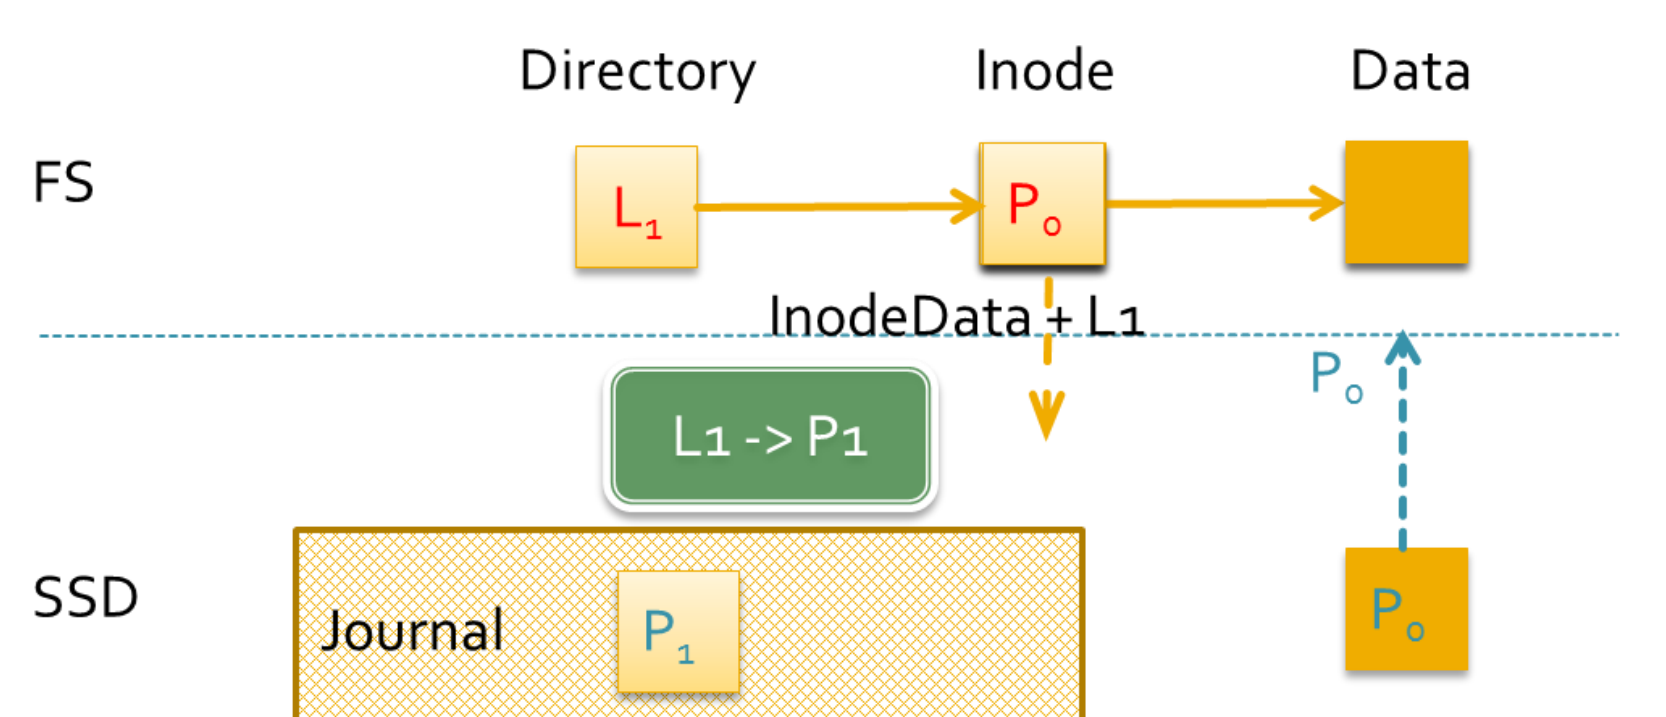 Directory Inode Data
FS
L₁ P₀
InodeData + L1
P₀
L1 -> P1
SSD
Journal P₁ P₀